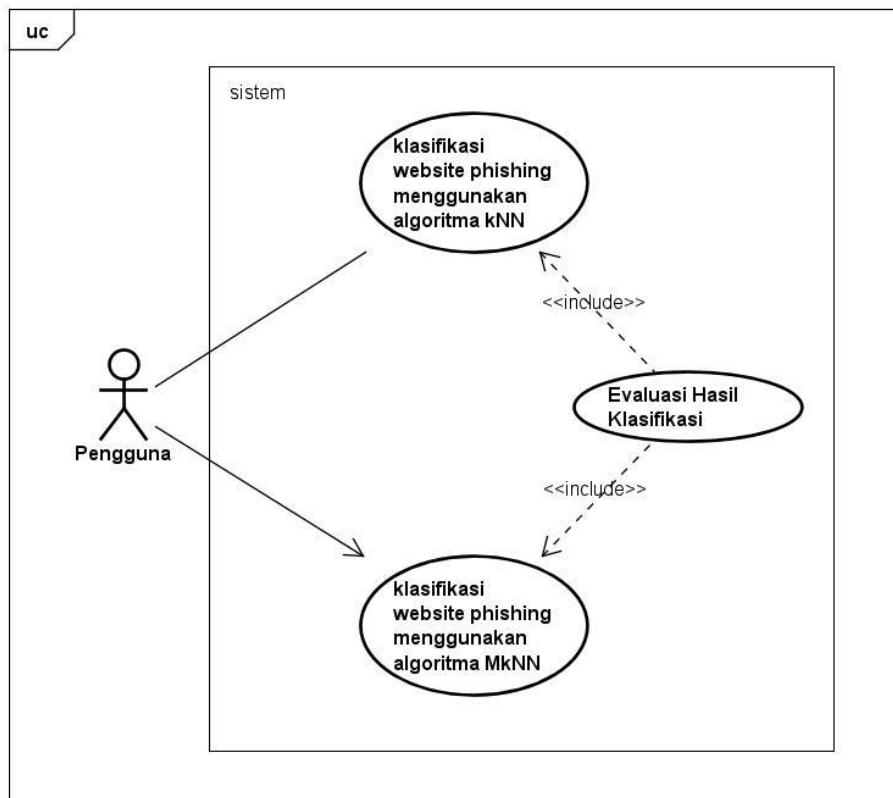 uc
sistem
klasifikasi
website phishing
menggunakan
algoritma kNN
<<include>>
Evaluasi Hasil
Klasifikasi
Pengguna
<<include>>
klasifikasi
website phishing
menggunakan
algoritma MkNN